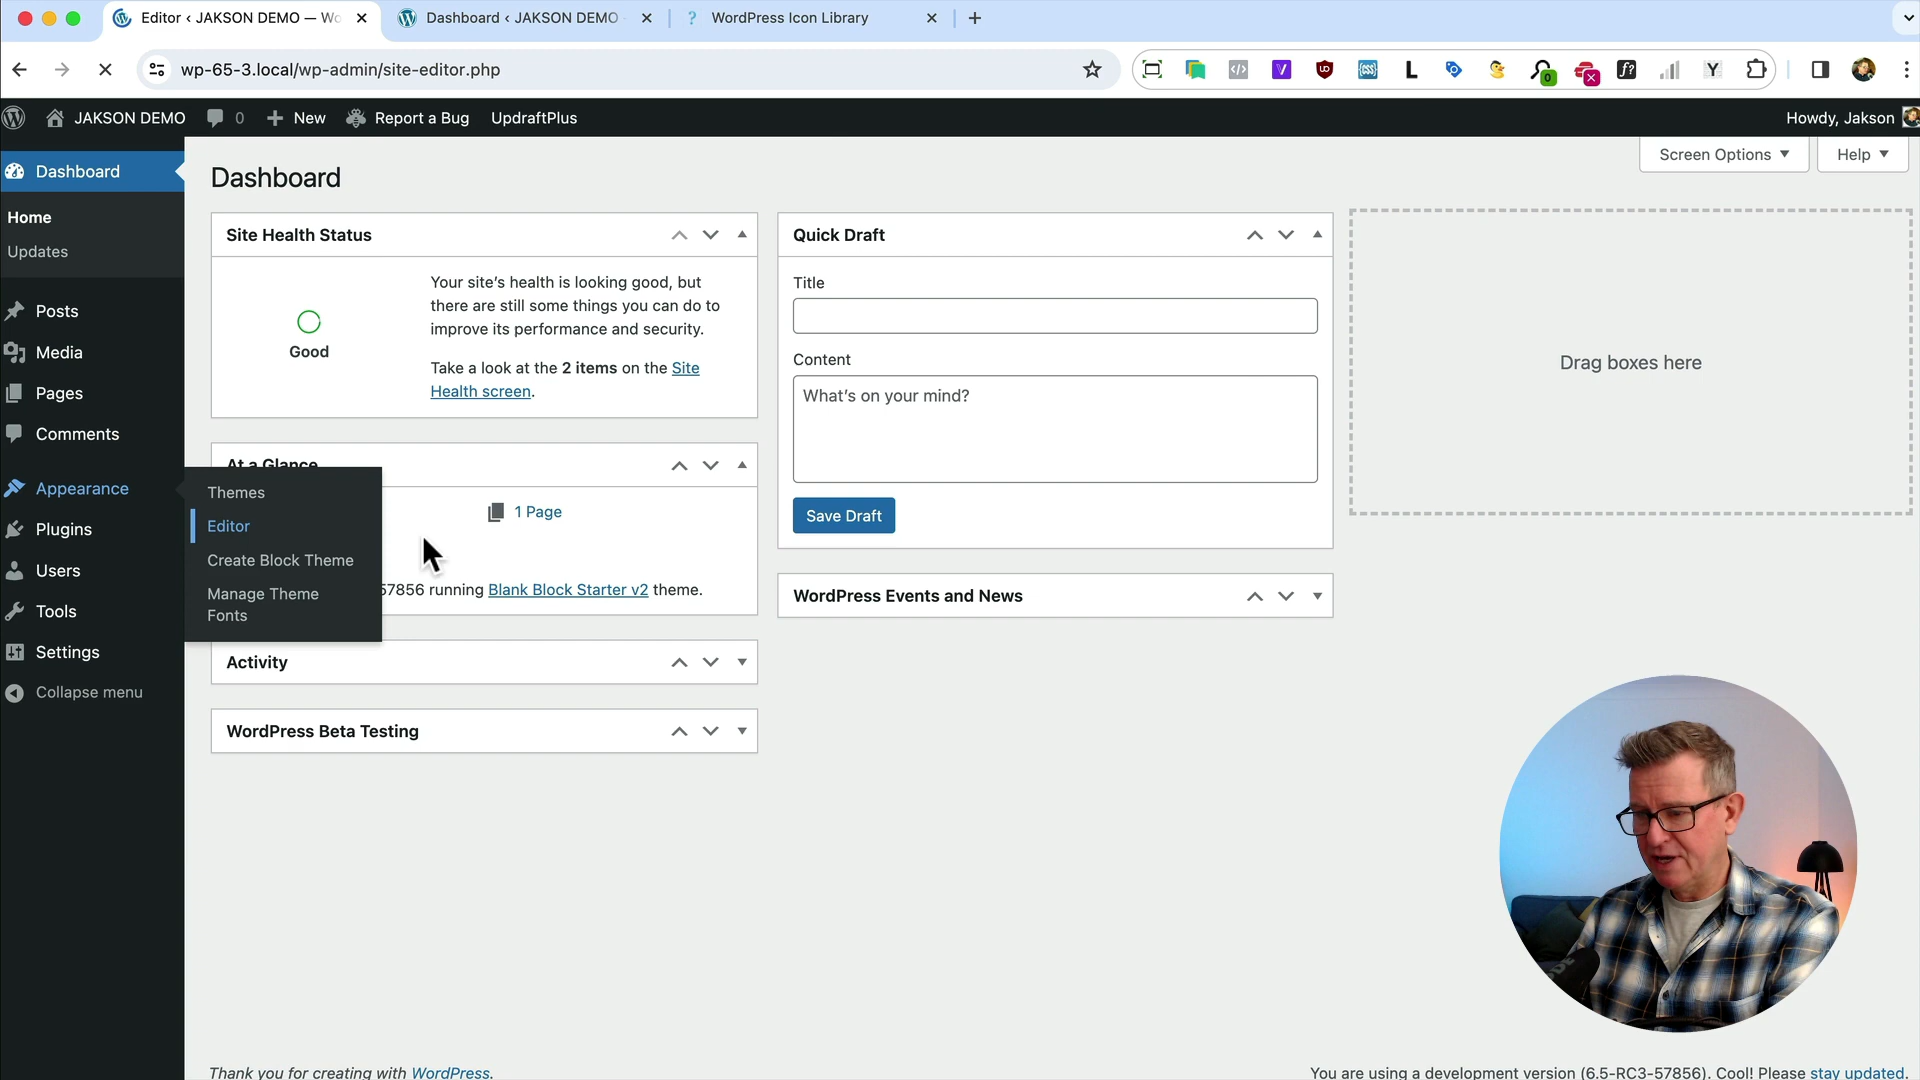 Editor ‹ JAKSON DEMO — Wo
Dashboard ‹ JAKSON DEMO
WordPress Icon Library
wp-65-3.local/wp-admin/site-editor.php
JAKSON DEMO
0
New
Report a Bug
UpdraftPlus
Howdy, Jakson
Dashboard
Home
Updates
Posts
Media
Pages
Comments
Appearance
Plugins
Users
Tools
Settings
Collapse menu
Themes
Editor
Create Block Theme
Manage Theme
Fonts
Dashboard
Screen Options
Help
Site Health Status
Good
Your site’s health is looking good, but
there are still some things you can do to
improve its performance and security.
Take a look at the 2 items on the Site
Health screen.
At a Glance
1 Page
57856 running Blank Block Starter v2 theme.
Activity
WordPress Beta Testing
Quick Draft
Title
Content
What’s on your mind?
Save Draft
WordPress Events and News
Drag boxes here
Thank you for creating with WordPress.
You are using a development version (6.5-RC3-57856). Cool! Please stay updated.